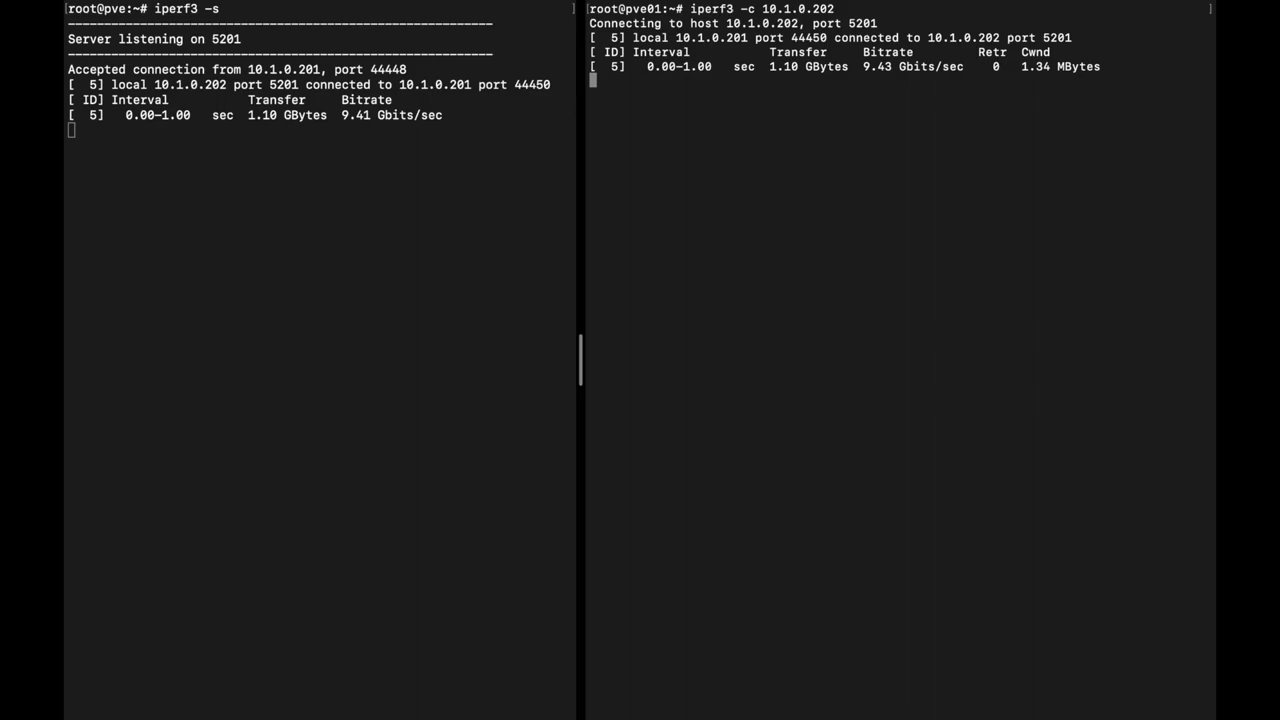 [root@pve:~# iperf3 -s ]
-----------------------------------------------------------
Server listening on 5201
-----------------------------------------------------------
Accepted connection from 10.1.0.201, port 44448
[  5] local 10.1.0.202 port 5201 connected to 10.1.0.201 port 44450
[ ID] Interval           Transfer     Bitrate
[  5]   0.00-1.00   sec  1.10 GBytes  9.41 Gbits/sec
[root@pve01:~# iperf3 -c 10.1.0.202 ]
Connecting to host 10.1.0.202, port 5201
[  5] local 10.1.0.201 port 44450 connected to 10.1.0.202 port 5201
[ ID] Interval           Transfer     Bitrate         Retr  Cwnd
[  5]   0.00-1.00   sec  1.10 GBytes  9.43 Gbits/sec    0   1.34 MBytes